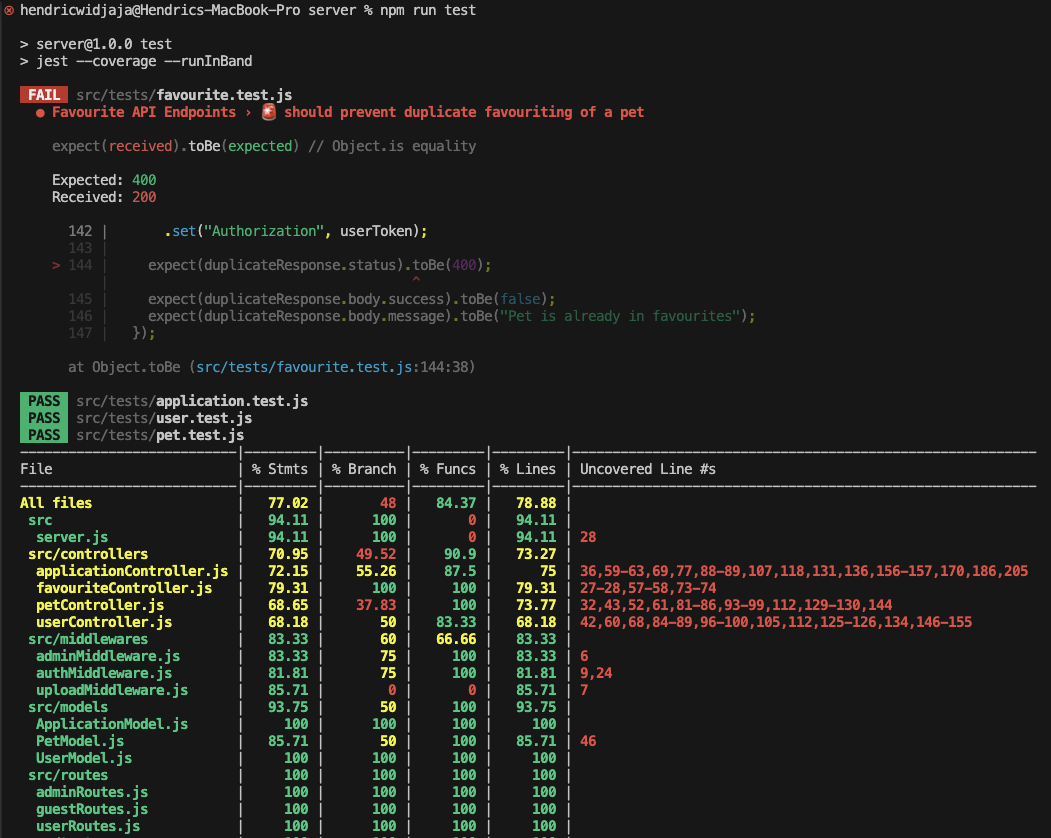 hendricwidjaja@Hendrics-MacBook-Pro server % npm run test
> server@1.0.0 test
> jest --coverage --runInBand
FAIL src/tests/favourite.test.js
● Favourite API Endpoints › 🚨 should prevent duplicate favouriting of a pet
expect(received).toBe(expected) // Object.is equality
Expected: 400
Received: 200
142 |       .set("Authorization", userToken);
143 |
> 144 |     expect(duplicateResponse.status).toBe(400);
|                                      ^
145 |     expect(duplicateResponse.body.success).toBe(false);
146 |     expect(duplicateResponse.body.message).toBe("Pet is already in favourites");
147 |   });
at Object.toBe (src/tests/favourite.test.js:144:38)
PASS src/tests/application.test.js
PASS src/tests/user.test.js
PASS src/tests/pet.test.js
---------------------------|---------|----------|---------|---------|----------------------------------------------------------
File                       | % Stmts | % Branch | % Funcs | % Lines | Uncovered Line #s
---------------------------|---------|----------|---------|---------|----------------------------------------------------------
All files                  |   77.02 |       48 |   84.37 |   78.88 |
 src                       |   94.11 |      100 |       0 |   94.11 |
  server.js                |   94.11 |      100 |       0 |   94.11 | 28
 src/controllers           |   70.95 |    49.52 |    90.9 |   73.27 |
  applicationController.js |   72.15 |    55.26 |    87.5 |      75 | 36,59-63,69,77,88-89,107,118,131,136,156-157,170,186,205
  favouriteController.js   |   79.31 |      100 |     100 |   79.31 | 27-28,57-58,73-74
  petController.js         |   68.65 |    37.83 |     100 |   73.77 | 32,43,52,61,81-86,93-99,112,129-130,144
  userController.js        |   68.18 |       50 |   83.33 |   68.18 | 42,60,68,84-89,96-100,105,112,125-126,134,146-155
 src/middlewares           |   83.33 |       60 |   66.66 |   83.33 |
  adminMiddleware.js       |   83.33 |       75 |     100 |   83.33 | 6
  authMiddleware.js        |   81.81 |       75 |     100 |   81.81 | 9,24
  uploadMiddleware.js      |   85.71 |        0 |       0 |   85.71 | 7
 src/models                |   93.75 |       50 |     100 |   93.75 |
  ApplicationModel.js      |     100 |      100 |     100 |     100 |
  PetModel.js              |   85.71 |       50 |     100 |   85.71 | 46
  UserModel.js             |     100 |      100 |     100 |     100 |
 src/routes                |     100 |      100 |     100 |     100 |
  adminRoutes.js           |     100 |      100 |     100 |     100 |
  guestRoutes.js           |     100 |      100 |     100 |     100 |
  userRoutes.js            |     100 |      100 |     100 |     100 |